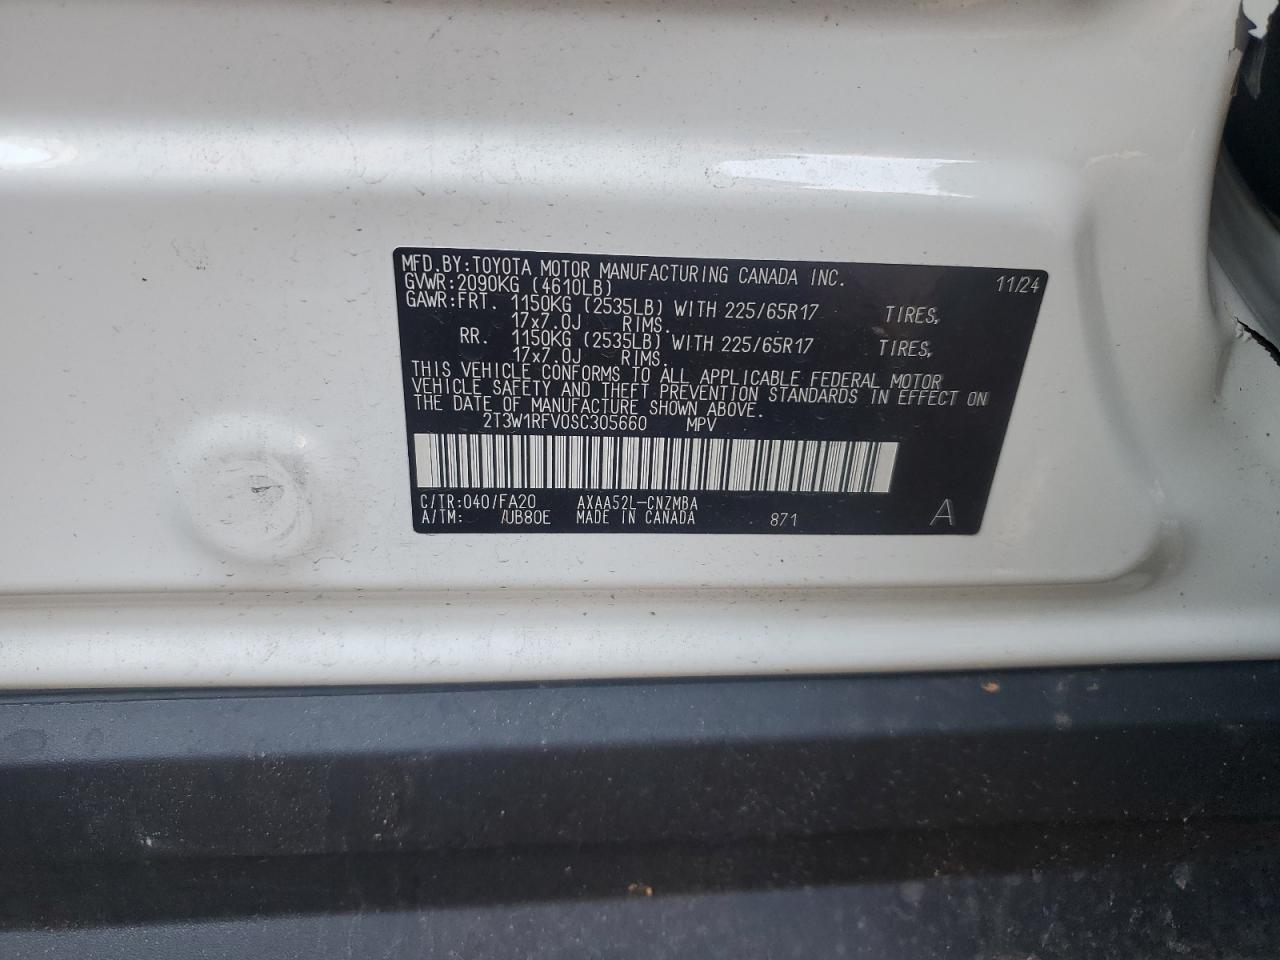 MFD.BY:TOYOTA MOTOR MANUFACTURING CANADA INC. 11/24
GVWR:2090KG (4610LB)
GAWR:FRT. 1150KG (2535LB) WITH 225/65R17 TIRES,
17x7.0J RIMS.
RR. 1150KG (2535LB) WITH 225/65R17 TIRES,
17x7.0J RIMS.
THIS VEHICLE CONFORMS TO ALL APPLICABLE FEDERAL MOTOR
VEHICLE SAFETY AND THEFT PREVENTION STANDARDS IN EFFECT ON
THE DATE OF MANUFACTURE SHOWN ABOVE.
2T3W1RFV0SC305660 MPV
C/TR:040/FA20 AXAA52L-CNZMBA
A/TM: /UB80E MADE IN CANADA 871 A